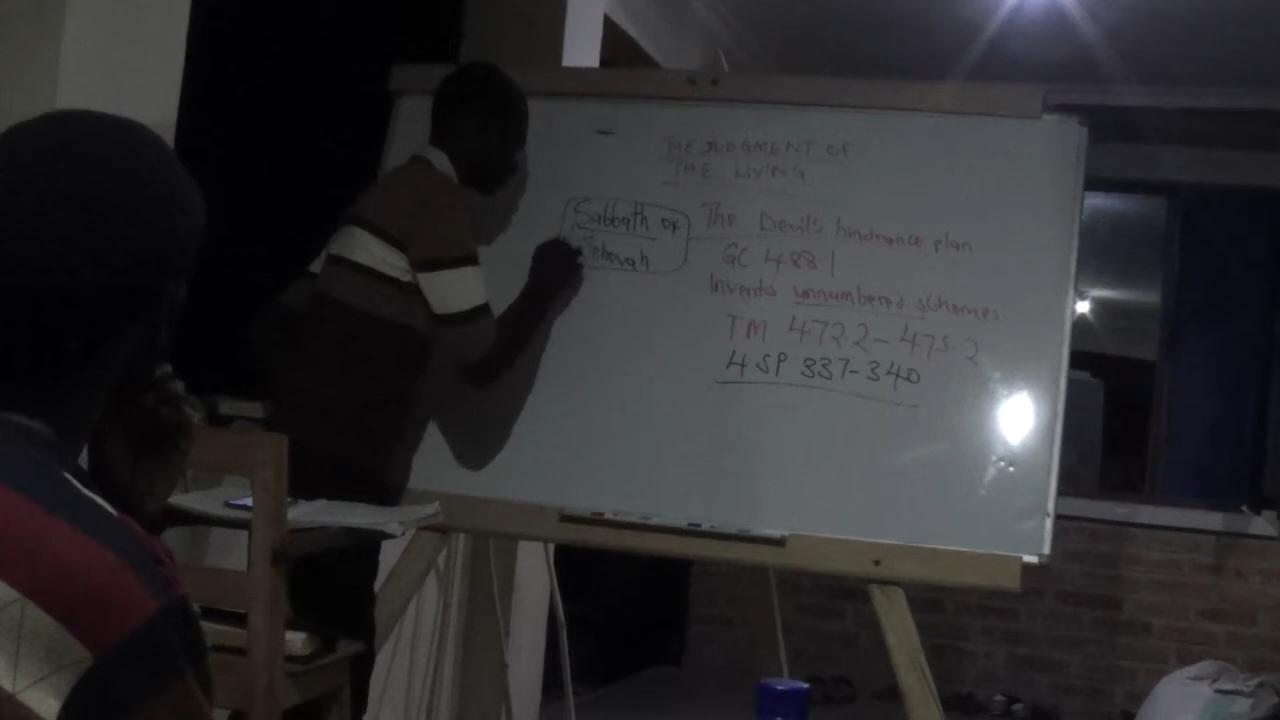 THE JUDGMENT OF
THE LIVING
Sabbath of
Jehovah
The Devil's hindrance plan
GC 488 1
Invents unnumbered schemes
TM 472.2-475.2
4SP 337-340